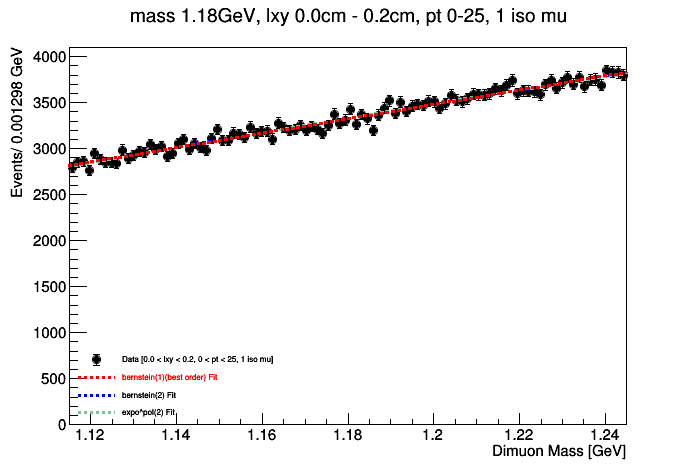 mass 1.18GeV, lxy 0.0cm - 0.2cm, pt 0-25, 1 iso mu
Events/ 0.001298 GeV
4000
3500
3000
2500
2000
1500
1000
500
0
Data [0.0 < lxy < 0.2, 0 < pt < 25, 1 iso mu]
bernstein(1)(best order) Fit
bernstein(2) Fit
expo^pol(2) Fit
1.12 1.14 1.16 1.18 1.2 1.22 1.24
Dimuon Mass [GeV]